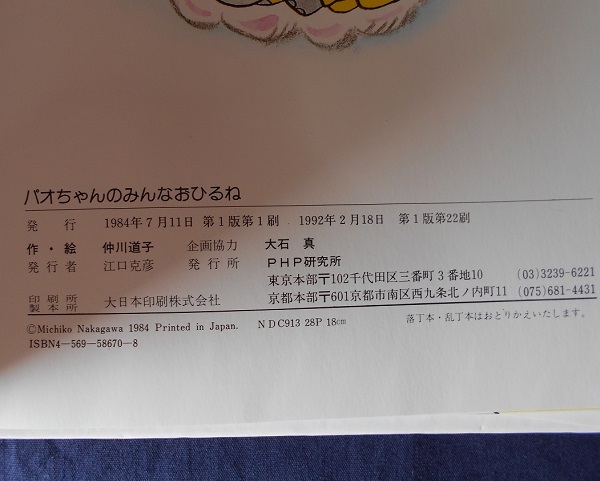 パオちゃんのみんなおひるね
発 行 1984年7月11日 第1版第1刷 . 1992年2月18日 第1版第22刷
作・絵 仲川道子 企画協力 大石 真
発行者 江口克彦 発行所 PHP研究所
東京本部〒102千代田区三番町3番地10 (03)3239-6221
京都本部〒601京都市南区西九条北ノ内町11 (075)681-4431
印刷所
製本所 大日本印刷株式会社
©Michiko Nakagawa 1984 Printed in Japan. NDC913 28P 18cm 落丁本・乱丁本はおとりかえいたします。
ISBN4-569-58670-8